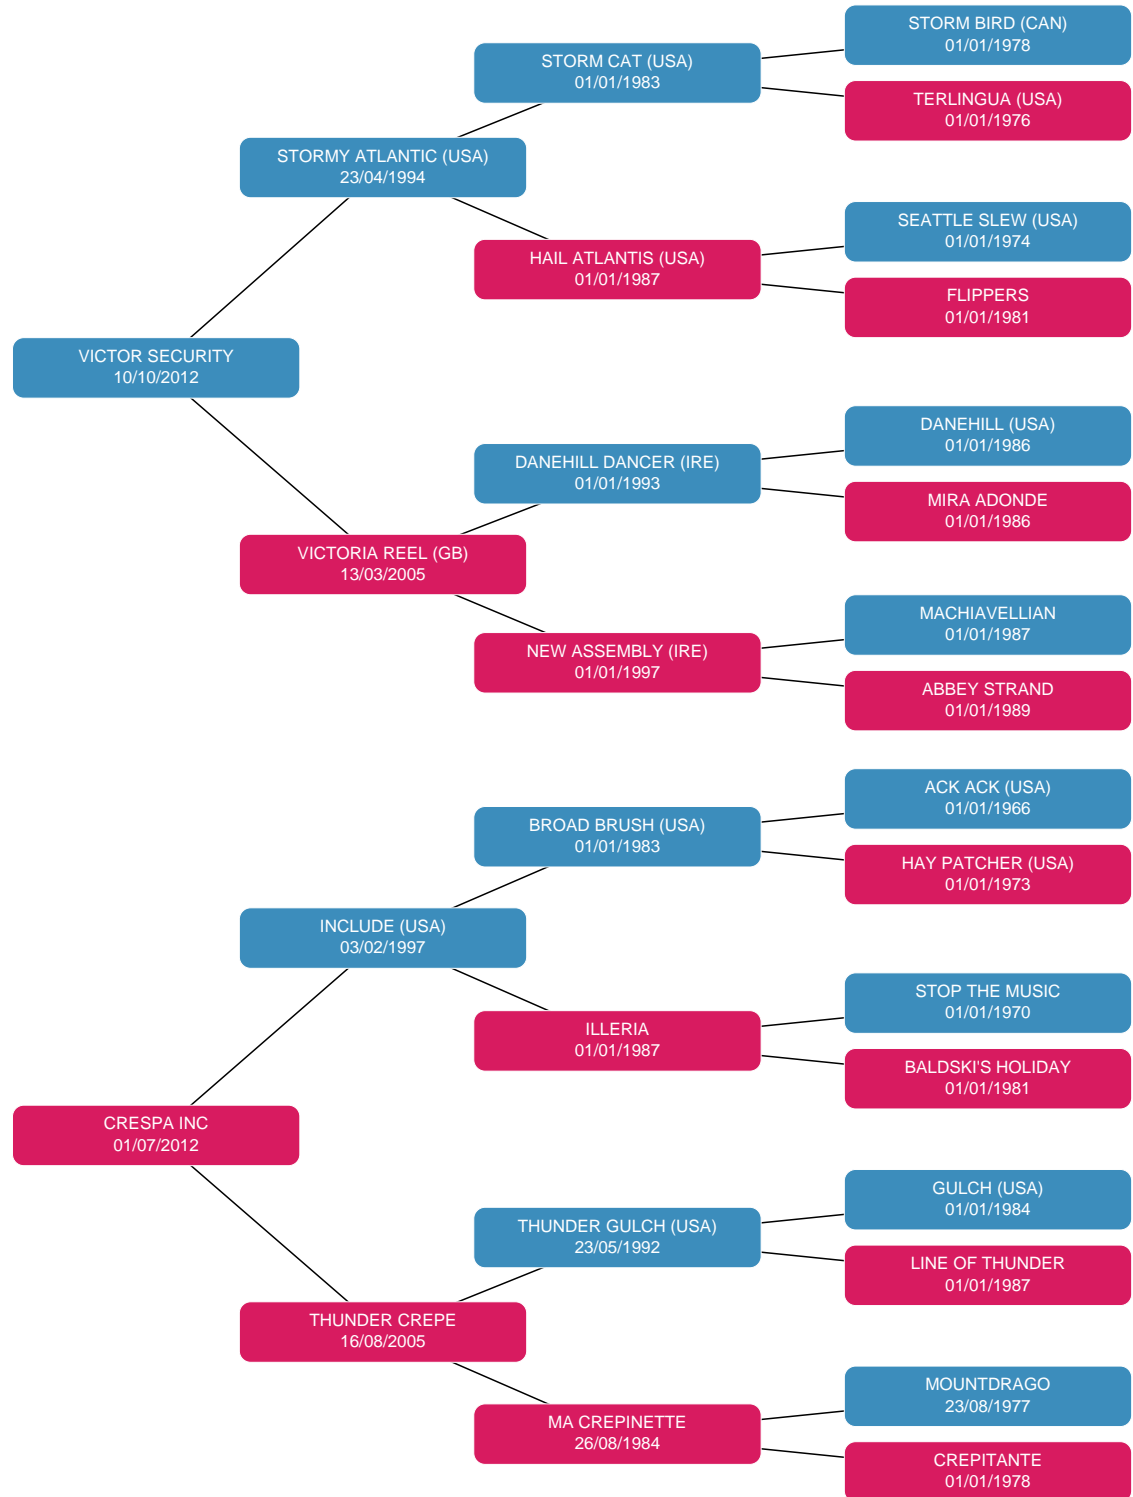 STORM BIRD (CAN)
01/01/1978
STORM CAT (USA)
01/01/1983
TERLINGUA (USA)
01/01/1976
STORMY ATLANTIC (USA)
23/04/1994
SEATTLE SLEW (USA)
01/01/1974
HAIL ATLANTIS (USA)
01/01/1987
FLIPPERS
01/01/1981
VICTOR SECURITY
10/10/2012
DANEHILL (USA)
01/01/1986
DANEHILL DANCER (IRE)
01/01/1993
MIRA ADONDE
01/01/1986
VICTORIA REEL (GB)
13/03/2005
MACHIAVELLIAN
01/01/1987
NEW ASSEMBLY (IRE)
01/01/1997
ABBEY STRAND
01/01/1989
ACK ACK (USA)
01/01/1966
BROAD BRUSH (USA)
01/01/1983
HAY PATCHER (USA)
01/01/1973
INCLUDE (USA)
03/02/1997
STOP THE MUSIC
01/01/1970
ILLERIA
01/01/1987
BALDSKI'S HOLIDAY
01/01/1981
CRESPA INC
01/07/2012
GULCH (USA)
01/01/1984
THUNDER GULCH (USA)
23/05/1992
LINE OF THUNDER
01/01/1987
THUNDER CREPE
16/08/2005
MOUNTDRAGO
23/08/1977
MA CREPINETTE
26/08/1984
CREPITANTE
01/01/1978